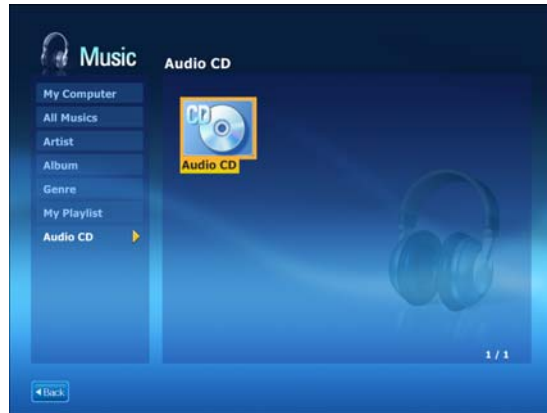 Music
Audio CD
My Computer
All Musics
Artist
Album
Genre
My Playlist
Audio CD
CD
Audio CD
1 / 1
Back